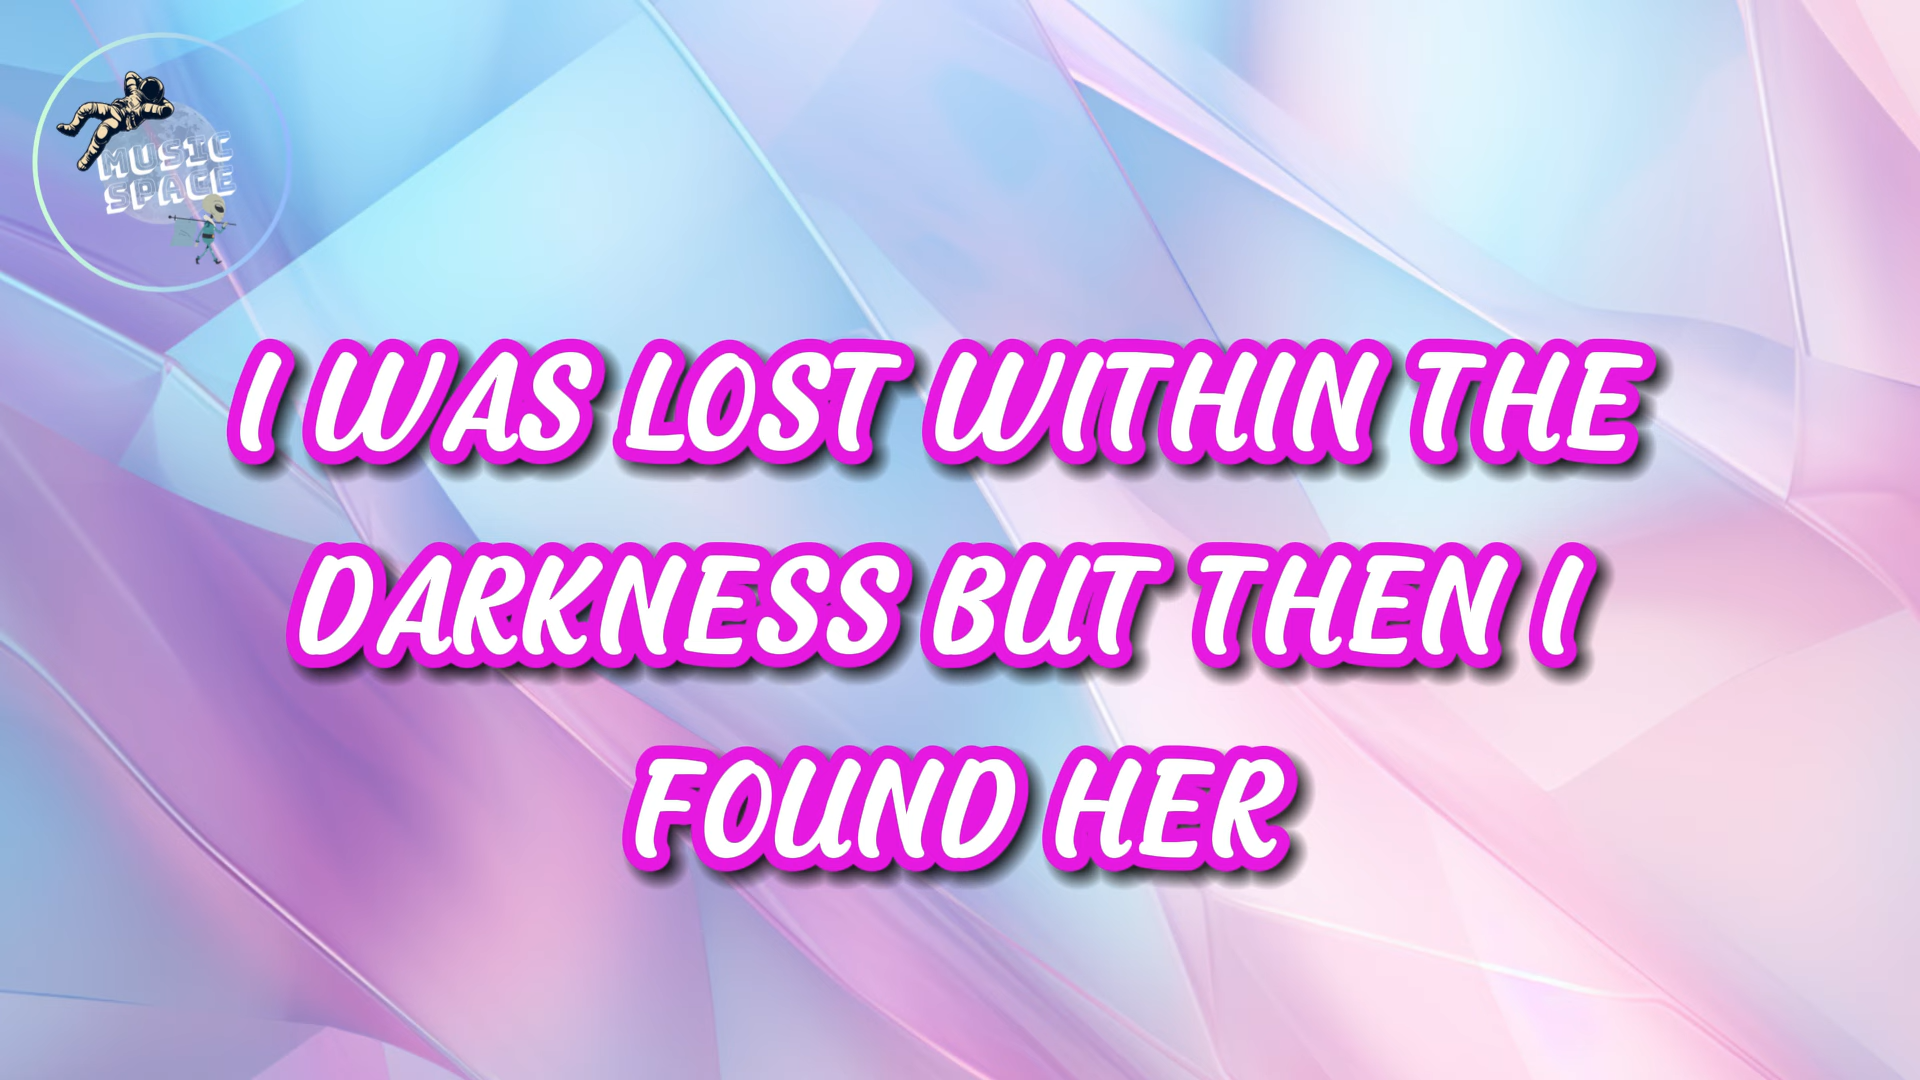 MUSIC
SPACE
I WAS LOST WITHIN THE
DARKNESS BUT THEN I
FOUND HER